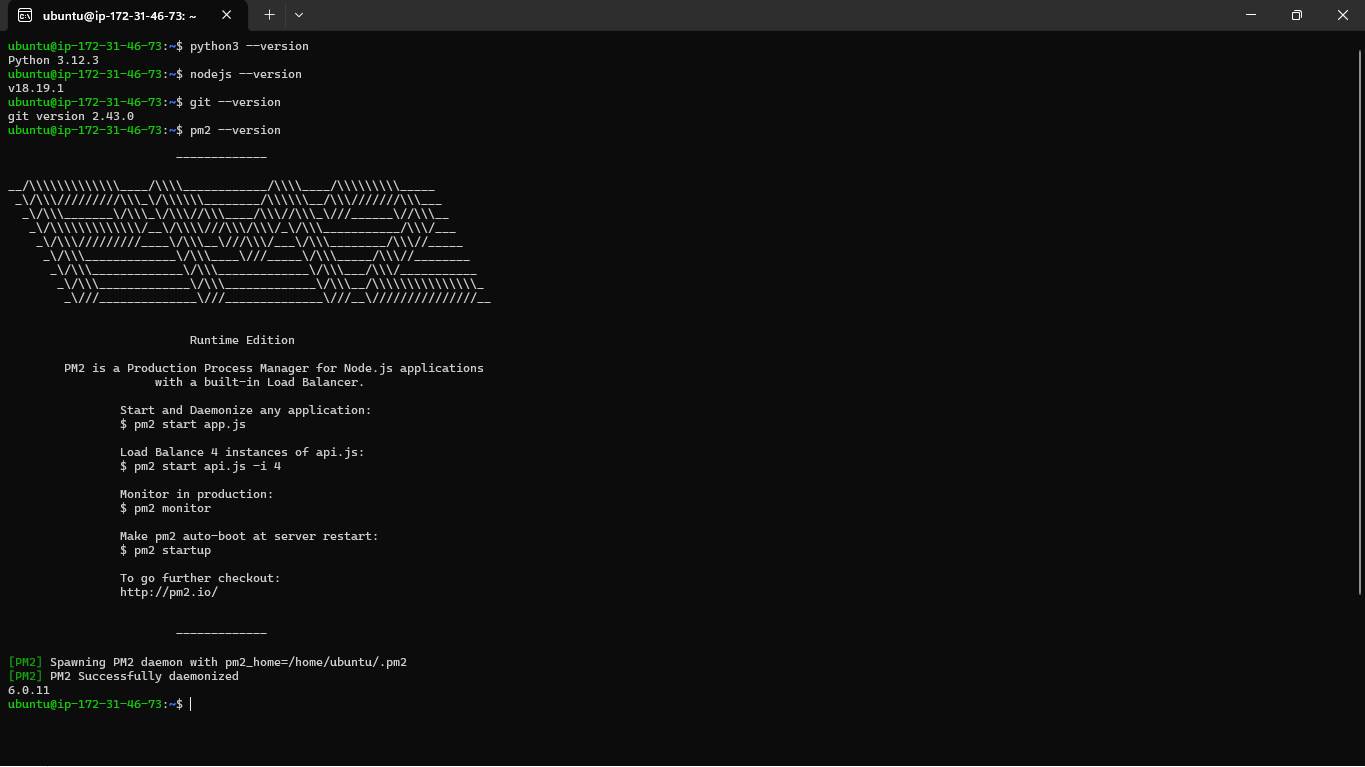 ubuntu@ip-172-31-46-73: ~
ubuntu@ip-172-31-46-73:~$ python3 --version
Python 3.12.3
ubuntu@ip-172-31-46-73:~$ nodejs --version
v18.19.1
ubuntu@ip-172-31-46-73:~$ git --version
git version 2.43.0
ubuntu@ip-172-31-46-73:~$ pm2 --version
-------------
__/\\\\\\\\\\\\\____/\\\\____________/\\\\____/\\\\\\\\\_____
_\/\\\/////////\\\_\/\\\\\\________/\\\\\\__/\\\///////\\\___
_\/\\\_______\/\\\_\/\\\//\\\____/\\\//\\\_\///______\//\\\__
_\/\\\\\\\\\\\\\/__\/\\\\///\\\/\\\/_\/\\\___________/\\\/___
_\/\\\/////////____\/\\\__\///\\\/___\/\\\________/\\\//_____
_\/\\\_____________\/\\\____\///_____\/\\\_____/\\\//________
_\/\\\_____________\/\\\_____________\/\\\___/\\\/___________
_\/\\\_____________\/\\\_____________\/\\\__/\\\\\\\\\\\\\\\_
_\///______________\///______________\///__\///////////////__
Runtime Edition
PM2 is a Production Process Manager for Node.js applications
with a built-in Load Balancer.
Start and Daemonize any application:
$ pm2 start app.js
Load Balance 4 instances of api.js:
$ pm2 start api.js -i 4
Monitor in production:
$ pm2 monitor
Make pm2 auto-boot at server restart:
$ pm2 startup
To go further checkout:
http://pm2.io/
-------------
[PM2] Spawning PM2 daemon with pm2_home=/home/ubuntu/.pm2
[PM2] PM2 Successfully daemonized
6.0.11
ubuntu@ip-172-31-46-73:~$